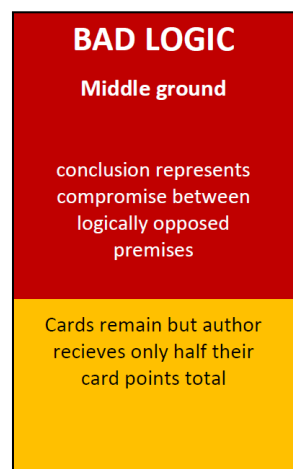 BAD LOGIC
Middle ground
conclusion represents
compromise between
logically opposed
premises
Cards remain but author
recieves only half their
card points total